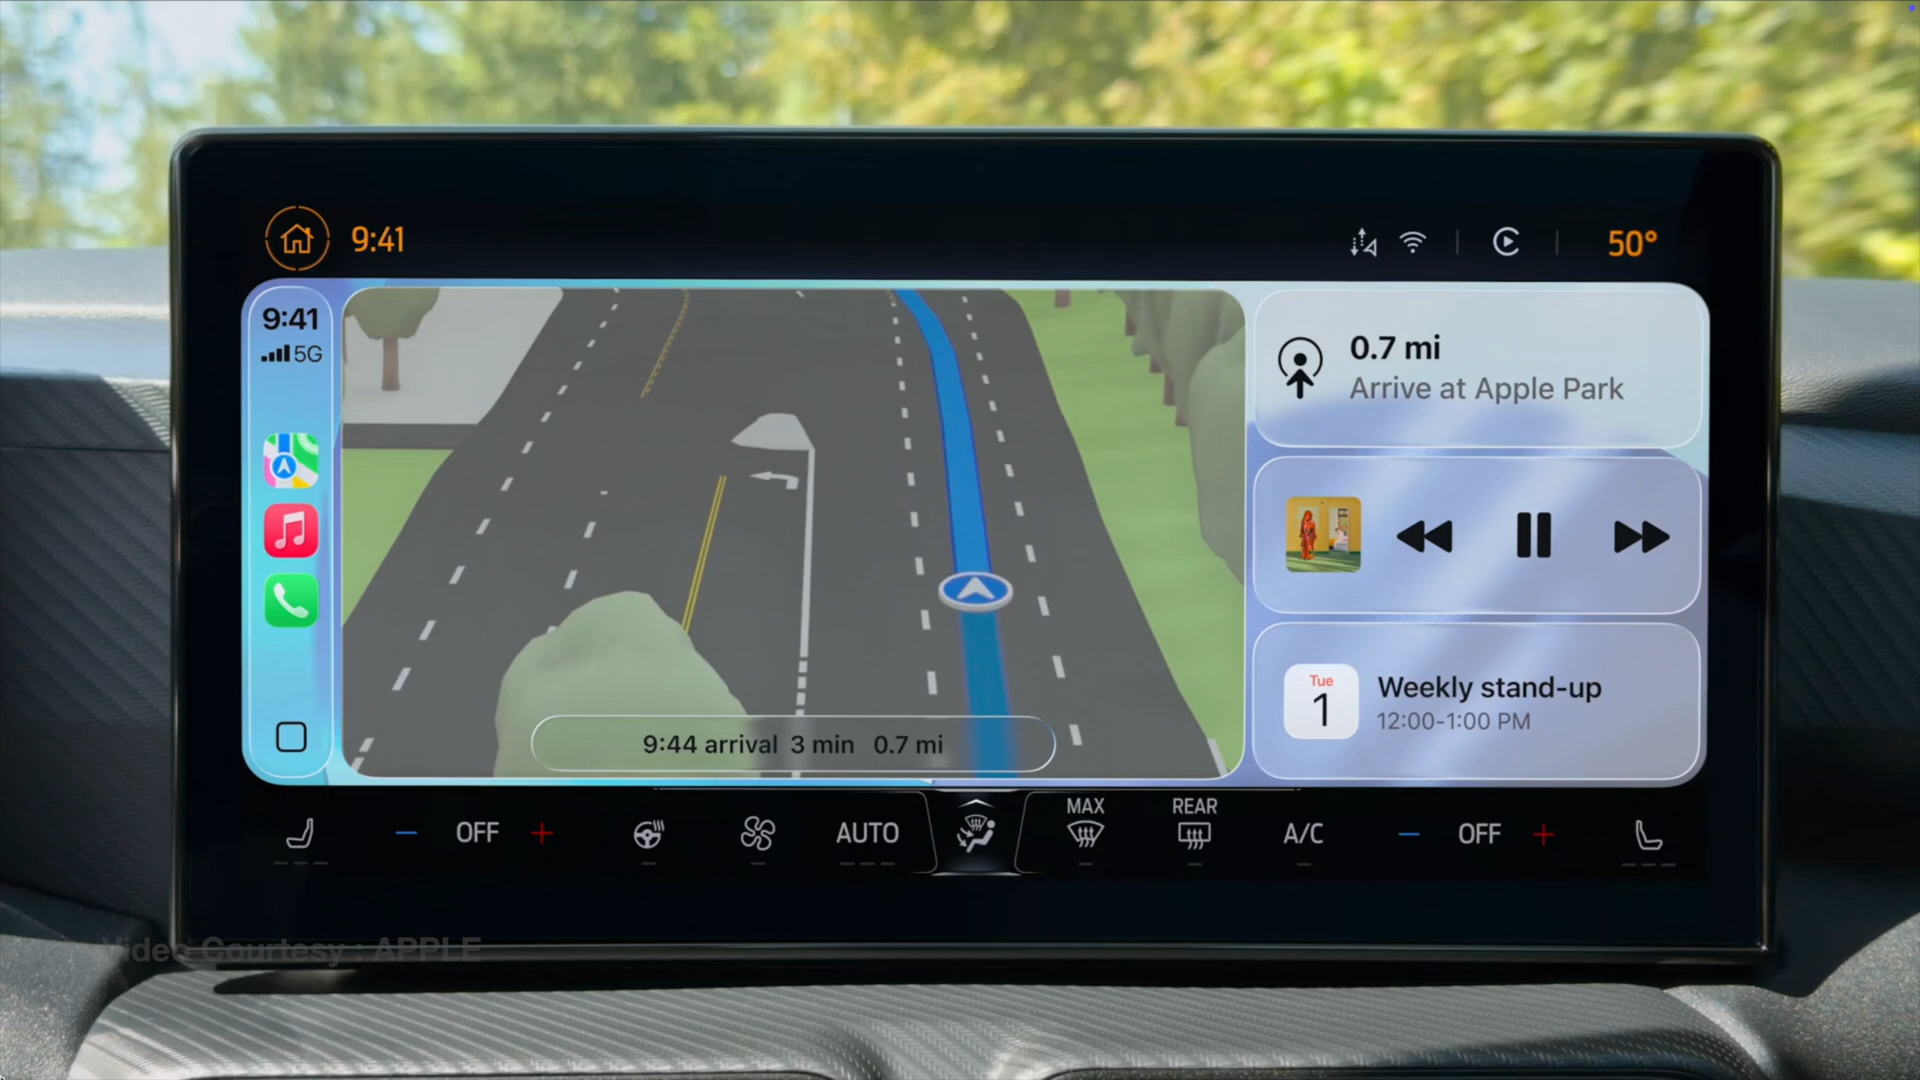 9:41
50°
9:41
5G
9:44 arrival 3 min 0.7 mi
0.7 mi
Arrive at Apple Park
Tue
1
Weekly stand-up
12:00-1:00 PM
OFF
AUTO
MAX
REAR
A/C
OFF
Video Courtesy : APPLE